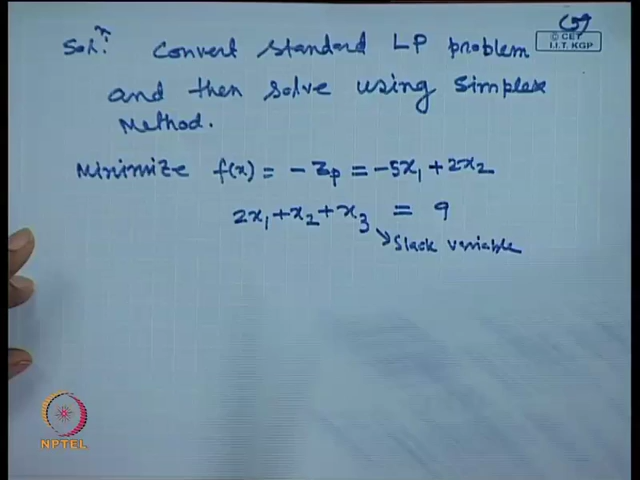 Solⁿ: Convert standard LP problem
and then solve using Simplex
Method.
Minimize f(x) = -Zp = -5x₁ + 2x₂
2x₁ + x₂ + x₃ = 9
↘ Slack variable
© CET
I.I.T. KGP
NPTEL